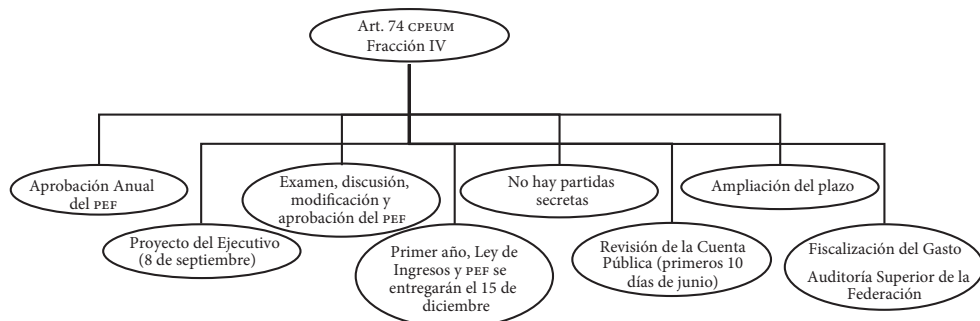 Art. 74 CPEUM
Fracción IV
Aprobación Anual
del PEF
Proyecto del Ejecutivo
(8 de septiembre)
Examen, discusión,
modificación y
aprobación del PEF
Primer año, Ley de
Ingresos y PEF se
entregarán el 15 de
diciembre
No hay partidas
secretas
Revisión de la Cuenta
Pública (primeros 10
días de junio)
Ampliación del plazo
Fiscalización del Gasto
Auditoría Superior de la
Federación